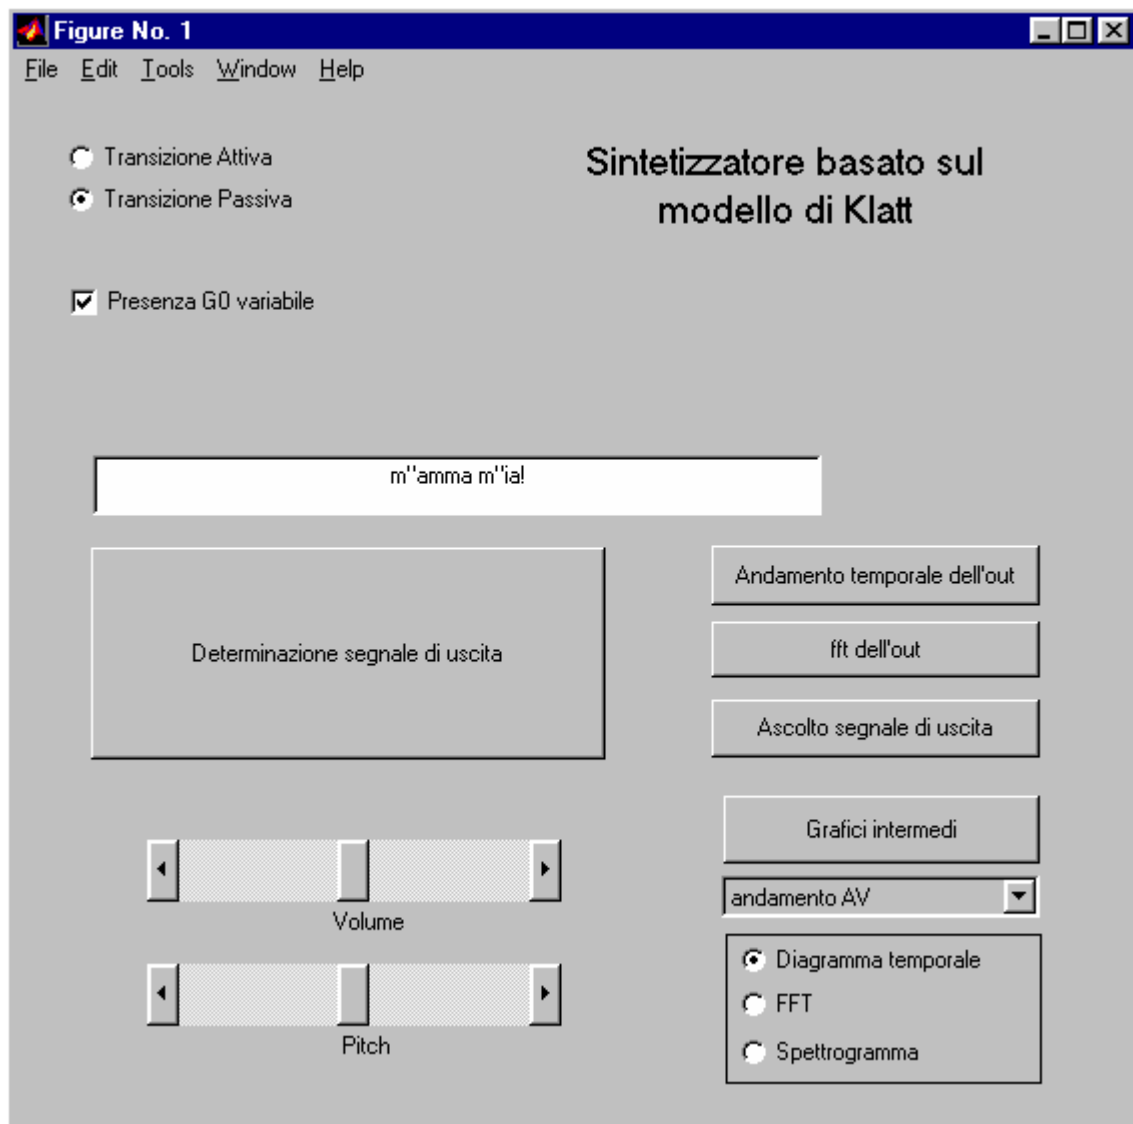 Figure No. 1
File Edit Tools Window Help
Transizione Attiva
Transizione Passiva
Sintetizzatore basato sul
modello di Klatt
Presenza G0 variabile
m''amma m''ia!
Determinazione segnale di uscita
Andamento temporale dell'out
fft dell'out
Ascolto segnale di uscita
Grafici intermedi
andamento AV
Volume
Pitch
Diagramma temporale
FFT
Spettrogramma